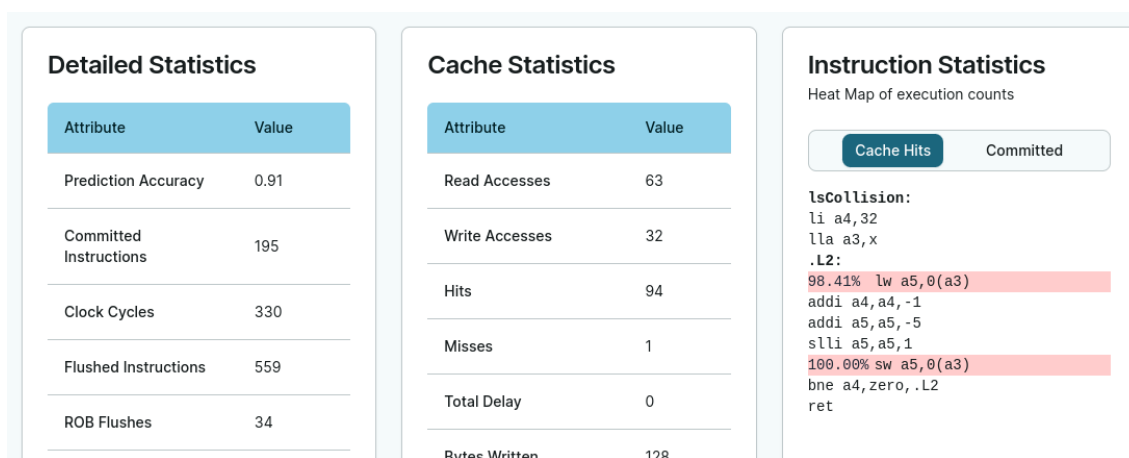 Detailed Statistics
Attribute Value
Prediction Accuracy 0.91
Committed
Instructions 195
Clock Cycles 330
Flushed Instructions 559
ROB Flushes 34
Cache Statistics
Attribute Value
Read Accesses 63
Write Accesses 32
Hits 94
Misses 1
Total Delay 0
Bytes Written 128
Instruction Statistics
Heat Map of execution counts
Cache Hits Committed
lsCollision:
li a4,32
lla a3,x
.L2:
98.41% lw a5,0(a3)
addi a4,a4,-1
addi a5,a5,-5
slli a5,a5,1
100.00% sw a5,0(a3)
bne a4,zero,.L2
ret